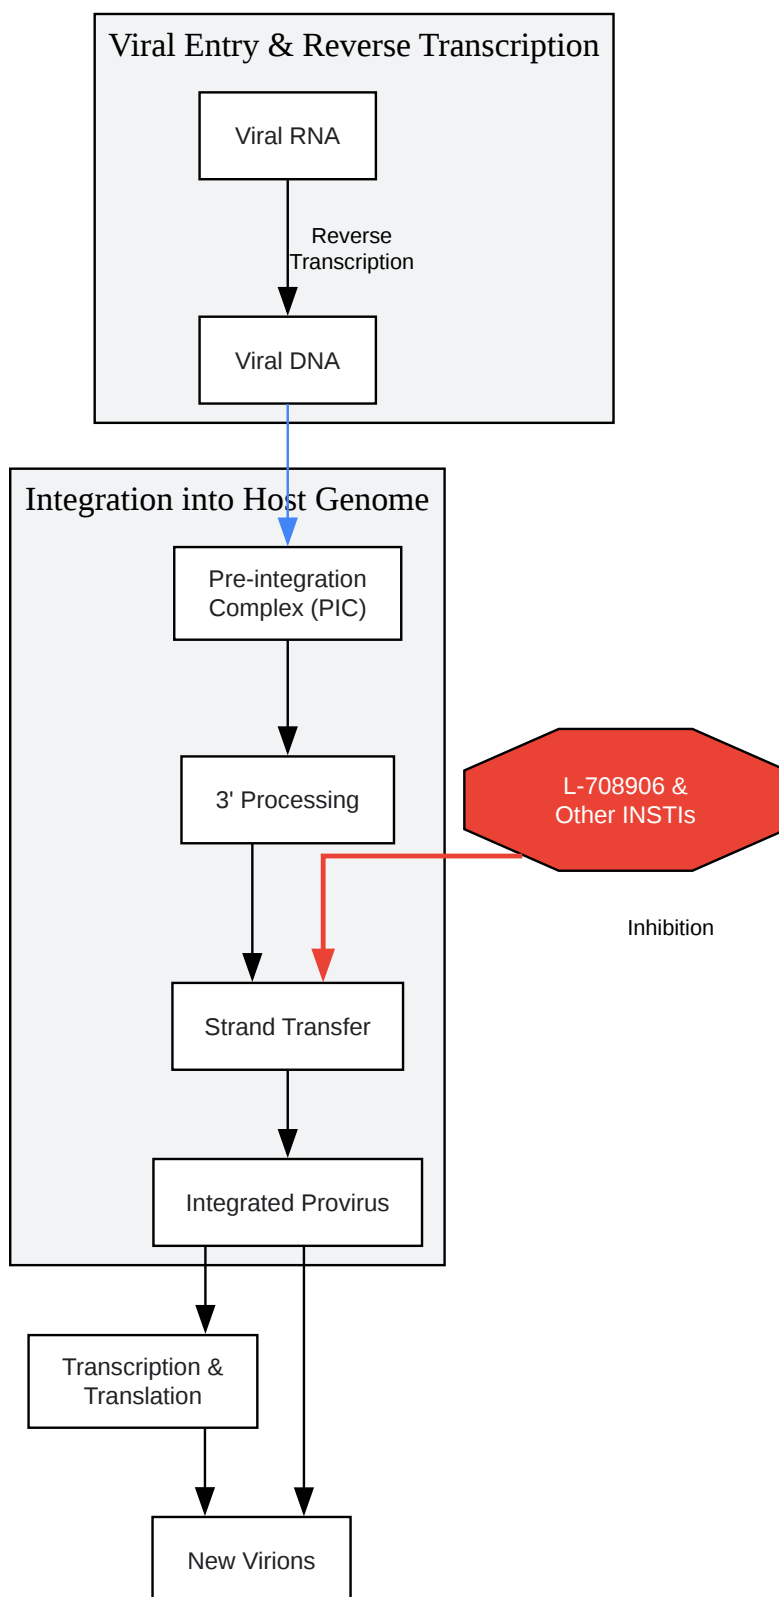 Viral Entry & Reverse Transcription
Viral RNA
Reverse
Transcription
Viral DNA
Integration into Host Genome
Pre-integration
Complex (PIC)
3' Processing
L-708906 &
Other INSTIs
Inhibition
Strand Transfer
Integrated Provirus
Transcription &
Translation
New Virions